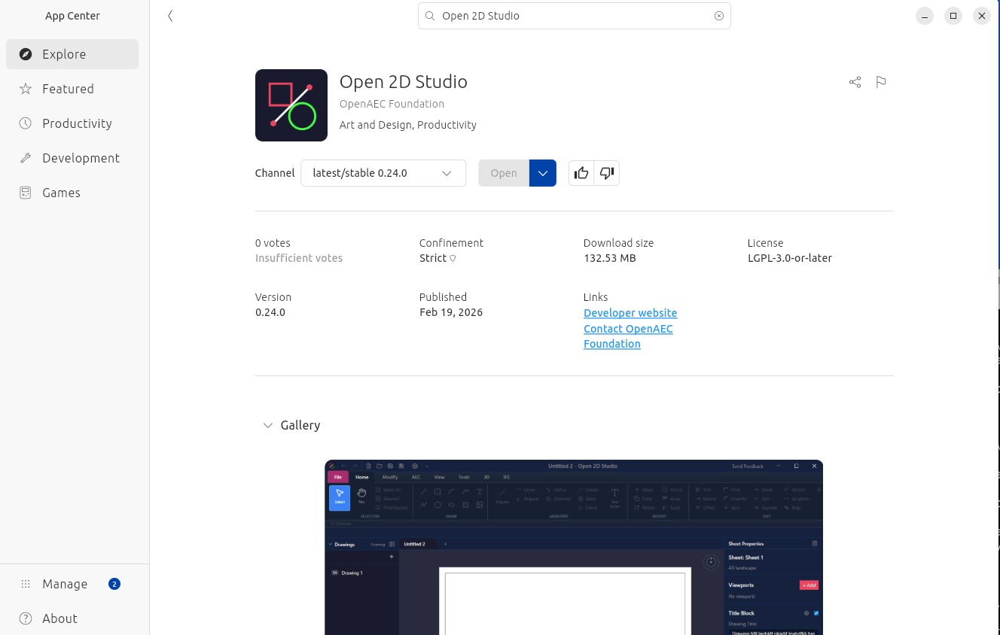 App Center
Open 2D Studio
Explore
Featured
Productivity
Development
Games
Manage
2
About
Open 2D Studio
OpenAEC Foundation
Art and Design, Productivity
Channel
latest/stable 0.24.0
Open
0 votes
Insufficient votes
Confinement
Strict
Download size
132.53 MB
License
LGPL-3.0-or-later
Version
0.24.0
Published
Feb 19, 2026
Links
Developer website
Contact OpenAEC
Foundation
Gallery
Untitled 2 - Open 2D Studio
Send Feedback
File Home Modify AEC View Tools 3D IFC
Select
Pan
Select All
Deselect
Find/Replace
SELECTION
DRAW
ANNOTATE
MODIFY
EDIT
Drawings
Drawing
Untitled 2
+
Drawing 1
Sheet Properties
Sheet: Sheet 1
A3 landscape
Viewports
+ Add
No viewports
Title Block
Drawing Title: